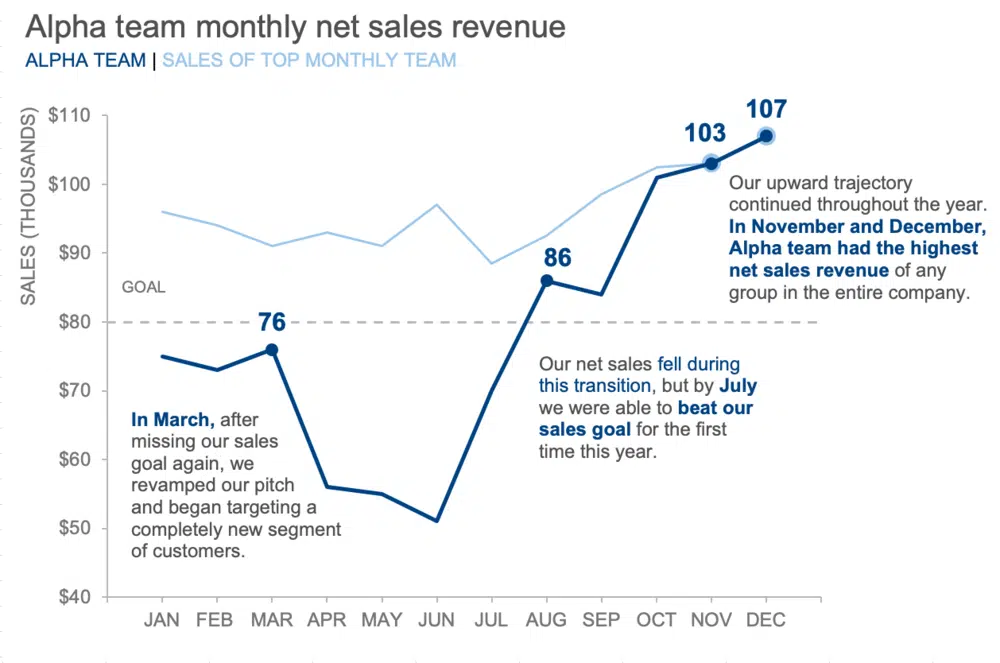 Alpha team monthly net sales revenue
ALPHA TEAM | SALES OF TOP MONTHLY TEAM
SALES (THOUSANDS)
$110
$100
$90
$80
$70
$60
$50
$40
GOAL
76
86
103
107
In March, after
missing our sales
goal again, we
revamped our pitch
and began targeting a
completely new segment
of customers.
Our net sales fell during
this transition, but by July
we were able to beat our
sales goal for the first
time this year.
Our upward trajectory
continued throughout the year.
In November and December,
Alpha team had the highest
net sales revenue of any
group in the entire company.
JAN FEB MAR APR MAY JUN JUL AUG SEP OCT NOV DEC